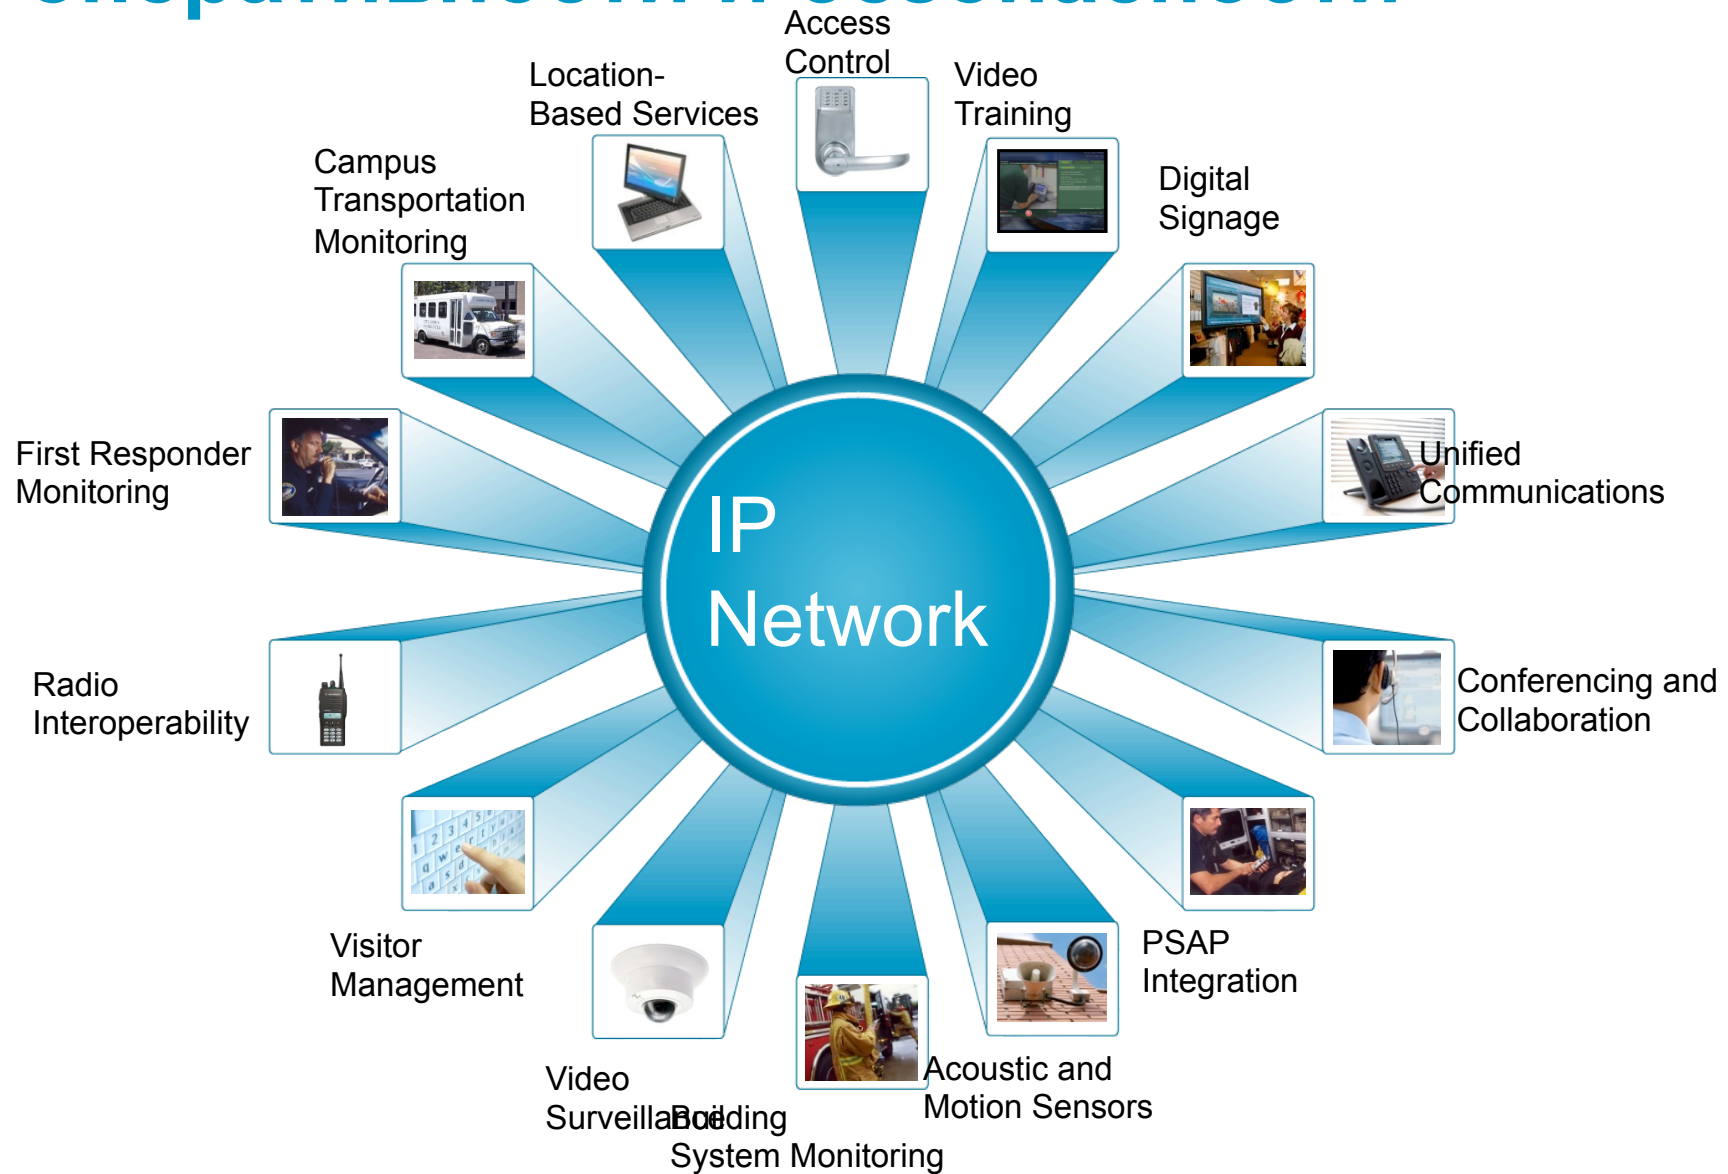 Access
Control
Location-
Based Services
Video
Training
Campus
Transportation
Monitoring
Digital
Signage
First Responder
Monitoring
Unified
Communications
IP
Network
Radio
Interoperability
Conferencing and
Collaboration
Visitor
Management
PSAP
Integration
Video
Surveillance
Building
System Monitoring
Acoustic and
Motion Sensors